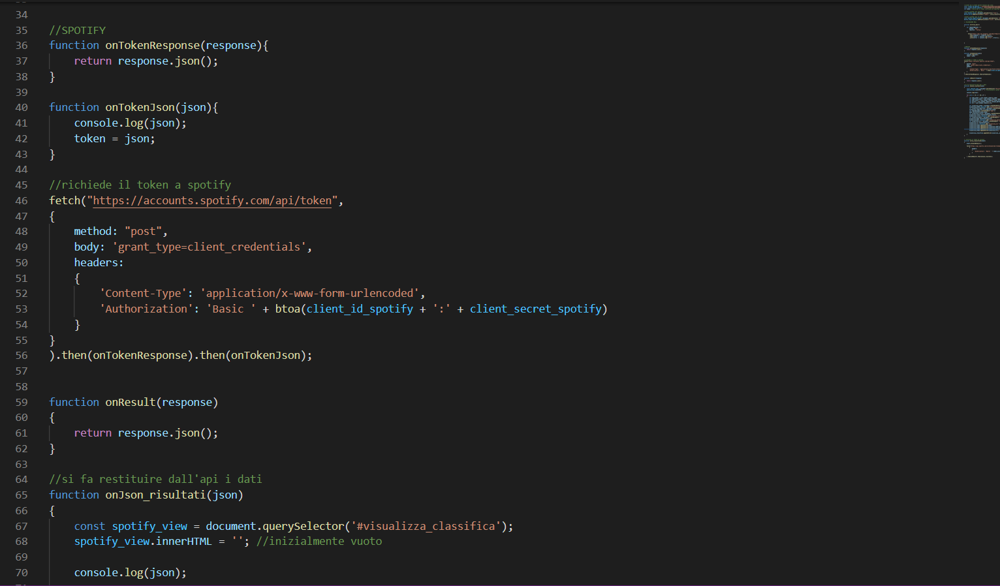 34
35 //SPOTIFY
36 function onTokenResponse(response){
37     return response.json();
38 }
39
40 function onTokenJson(json){
41     console.log(json);
42     token = json;
43 }
44
45 //richiede il token a spotify
46 fetch("https://accounts.spotify.com/api/token",
47 {
48     method: "post",
49     body: 'grant_type=client_credentials',
50     headers:
51     {
52         'Content-Type': 'application/x-www-form-urlencoded',
53         'Authorization': 'Basic ' + btoa(client_id_spotify + ':' + client_secret_spotify)
54     }
55 }
56 ).then(onTokenResponse).then(onTokenJson);
57
58
59 function onResult(response)
60 {
61     return response.json();
62 }
63
64 //si fa restituire dall'api i dati
65 function onJson_risultati(json)
66 {
67     const spotify_view = document.querySelector('#visualizza_classifica');
68     spotify_view.innerHTML = ''; //inizialmente vuoto
69
70     console.log(json);